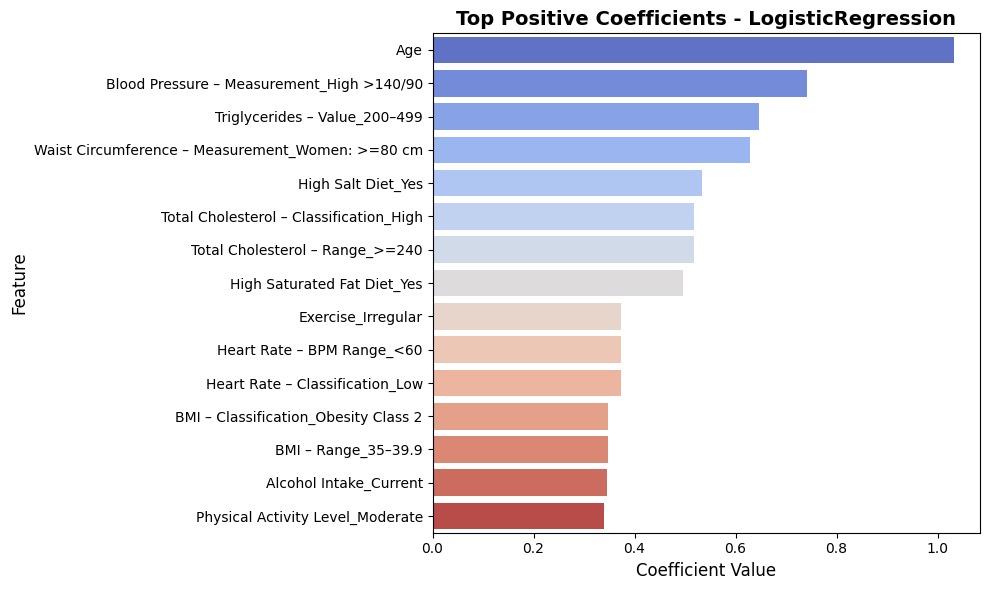 Top Positive Coefficients - LogisticRegression
Feature
Age
Blood Pressure – Measurement_High >140/90
Triglycerides – Value_200–499
Waist Circumference – Measurement_Women: >=80 cm
High Salt Diet_Yes
Total Cholesterol – Classification_High
Total Cholesterol – Range_>=240
High Saturated Fat Diet_Yes
Exercise_Irregular
Heart Rate – BPM Range_<60
Heart Rate – Classification_Low
BMI – Classification_Obesity Class 2
BMI – Range_35–39.9
Alcohol Intake_Current
Physical Activity Level_Moderate
0.0 0.2 0.4 0.6 0.8 1.0
Coefficient Value